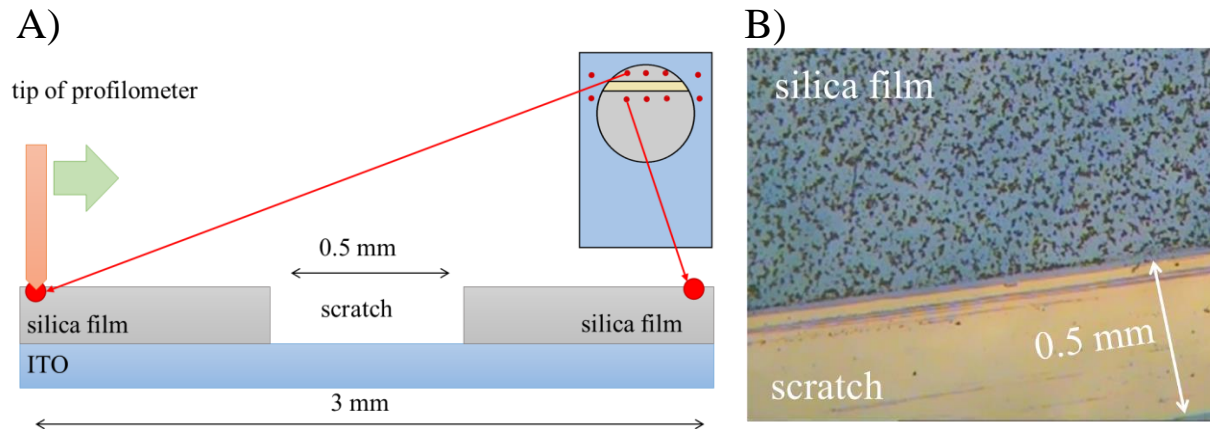 A)
tip of profilometer
0.5 mm
scratch
silica film
silica film
ITO
3 mm
B)
silica film
0.5 mm
scratch